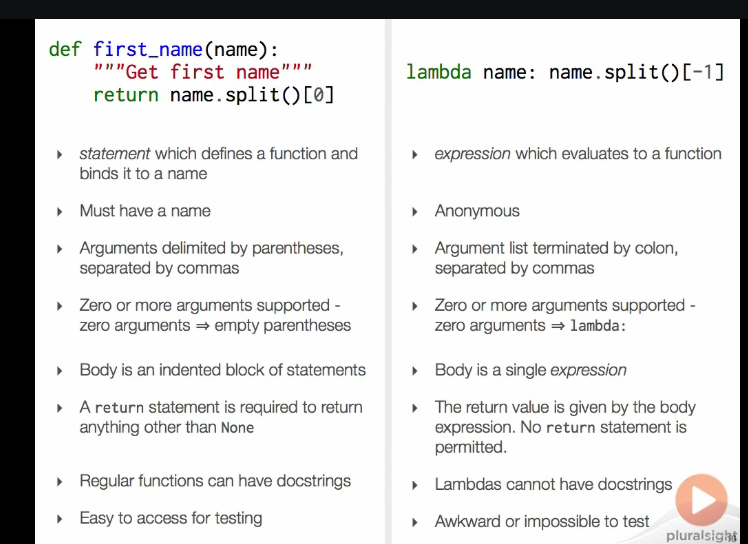 def first_name(name):
"""Get first name"""
return name.split()[0]
▸ statement which defines a function and
binds it to a name
▸ Must have a name
▸ Arguments delimited by parentheses,
separated by commas
▸ Zero or more arguments supported -
zero arguments ⇒ empty parentheses
▸ Body is an indented block of statements
▸ A return statement is required to return
anything other than None
▸ Regular functions can have docstrings
▸ Easy to access for testing
lambda name: name.split()[-1]
▸ expression which evaluates to a function
▸ Anonymous
▸ Argument list terminated by colon,
separated by commas
▸ Zero or more arguments supported -
zero arguments ⇒ lambda:
▸ Body is a single expression
▸ The return value is given by the body
expression. No return statement is
permitted.
▸ Lambdas cannot have docstrings
▸ Awkward or impossible to test
pluralsight